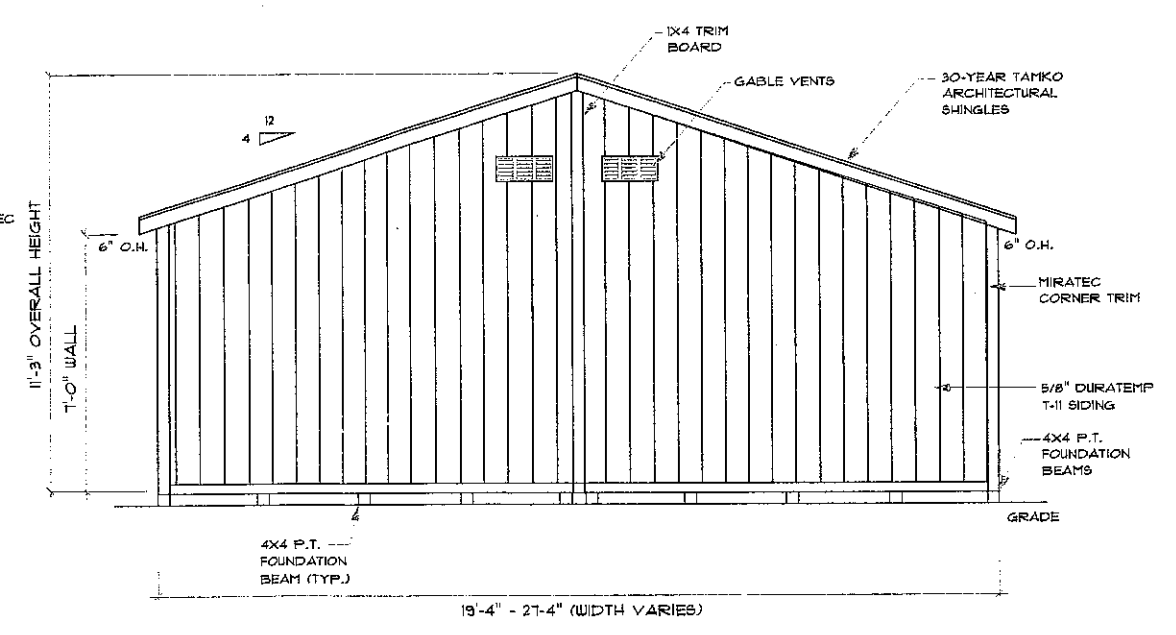 1X4 TRIM
BOARD
GABLE VENTS
30-YEAR TAMKO
ARCHITECTURAL
SHINGLES
12
4
EC
6" O.H.
6" O.H.
11'-3" OVERALL HEIGHT
7'-0" WALL
MIRATEC
CORNER TRIM
5/8" DURATEMP
T-11 SIDING
4X4 P.T.
FOUNDATION
BEAMS
GRADE
4X4 P.T.
FOUNDATION
BEAM (TYP.)
19'-4" - 27'-4" (WIDTH VARIES)